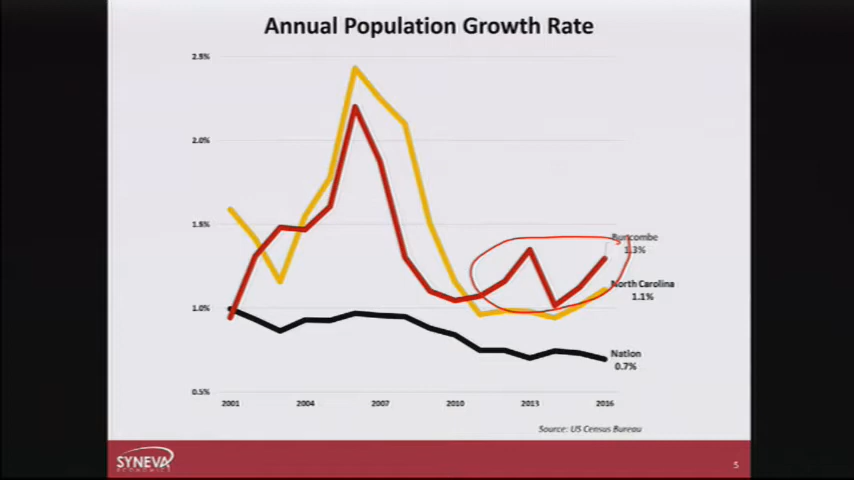 Annual Population Growth Rate
2.5%
2.0%
1.5%
1.0%
0.5%
Buncombe
1.3%
North Carolina
1.1%
Nation
0.7%
2001 2004 2007 2010 2013 2016
Source: US Census Bureau
SYNEVA
ECONOMICS
5